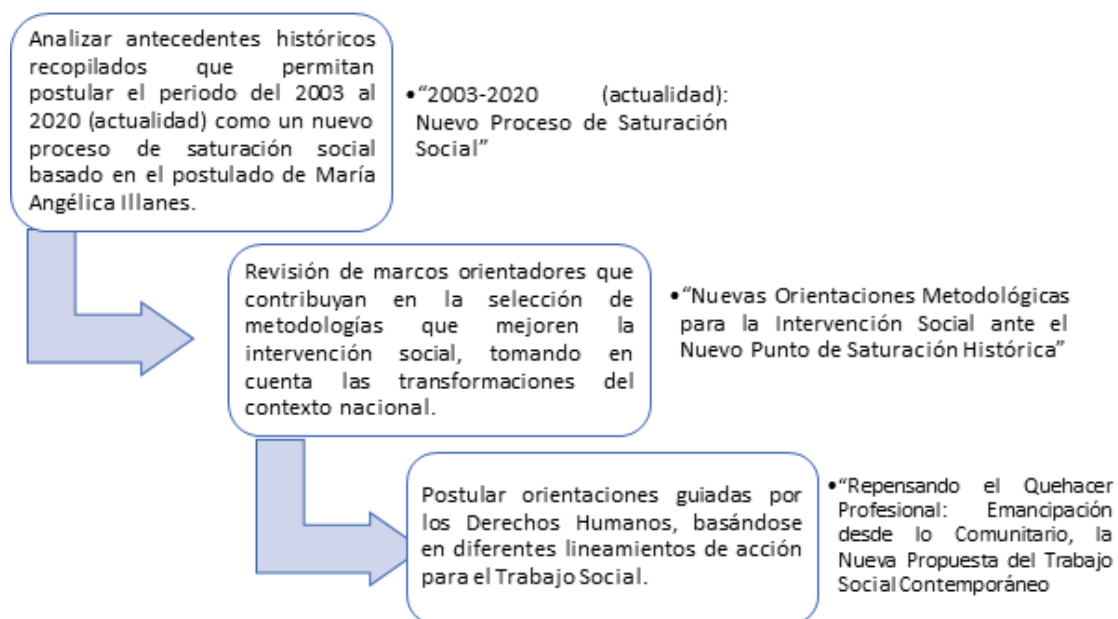 Analizar antecedentes históricos
recopilados que permitan
postular el periodo del 2003 al
2020 (actualidad) como un nuevo
proceso de saturación social
basado en el postulado de María
Angélica Illanes.
•“2003-2020 (actualidad):
Nuevo Proceso de Saturación
Social”
Revisión de marcos orientadores que
contribuyan en la selección de
metodologías que mejoren la
intervención social, tomando en
cuenta las transformaciones del
contexto nacional.
•“Nuevas Orientaciones Metodológicas
para la Intervención Social ante el
Nuevo Punto de Saturación Histórica”
Postular orientaciones guiadas por
los Derechos Humanos, basándose
en diferentes lineamientos de acción
para el Trabajo Social.
•“Repensando el Quehacer
Profesional: Emancipación
desde lo Comunitario, la
Nueva Propuesta del Trabajo
Social Contemporáneo